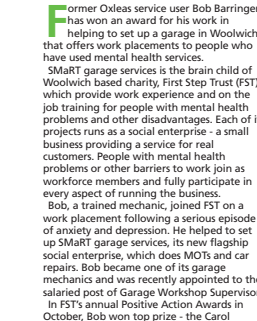 Former Oxleas service user Bob Barringer
has won an award for his work in
helping to set up a garage in Woolwich
that offers work placements to people who
have used mental health services.
SMaRT garage services is the brain child of
Woolwich based charity, First Step Trust (FST)
which provide work experience and on the
job training for people with mental health
problems and other disadvantages. Each of i
projects runs as a social enterprise - a small
business providing a service for real
customers. People with mental health
problems or other barriers to work join as
workforce members and fully participate in
every aspect of running the business.
Bob, a trained mechanic, joined FST on a
work placement following a serious episode
of anxiety and depression. He helped to set
up SMaRT garage services, its new flagship
social enterprise, which does MOTs and car
repairs. Bob became one of its garage
mechanics and was recently appointed to the
salaried post of Garage Workshop Supervisor
In FST's annual Positive Action Awards in
October, Bob won top prize - the Carol